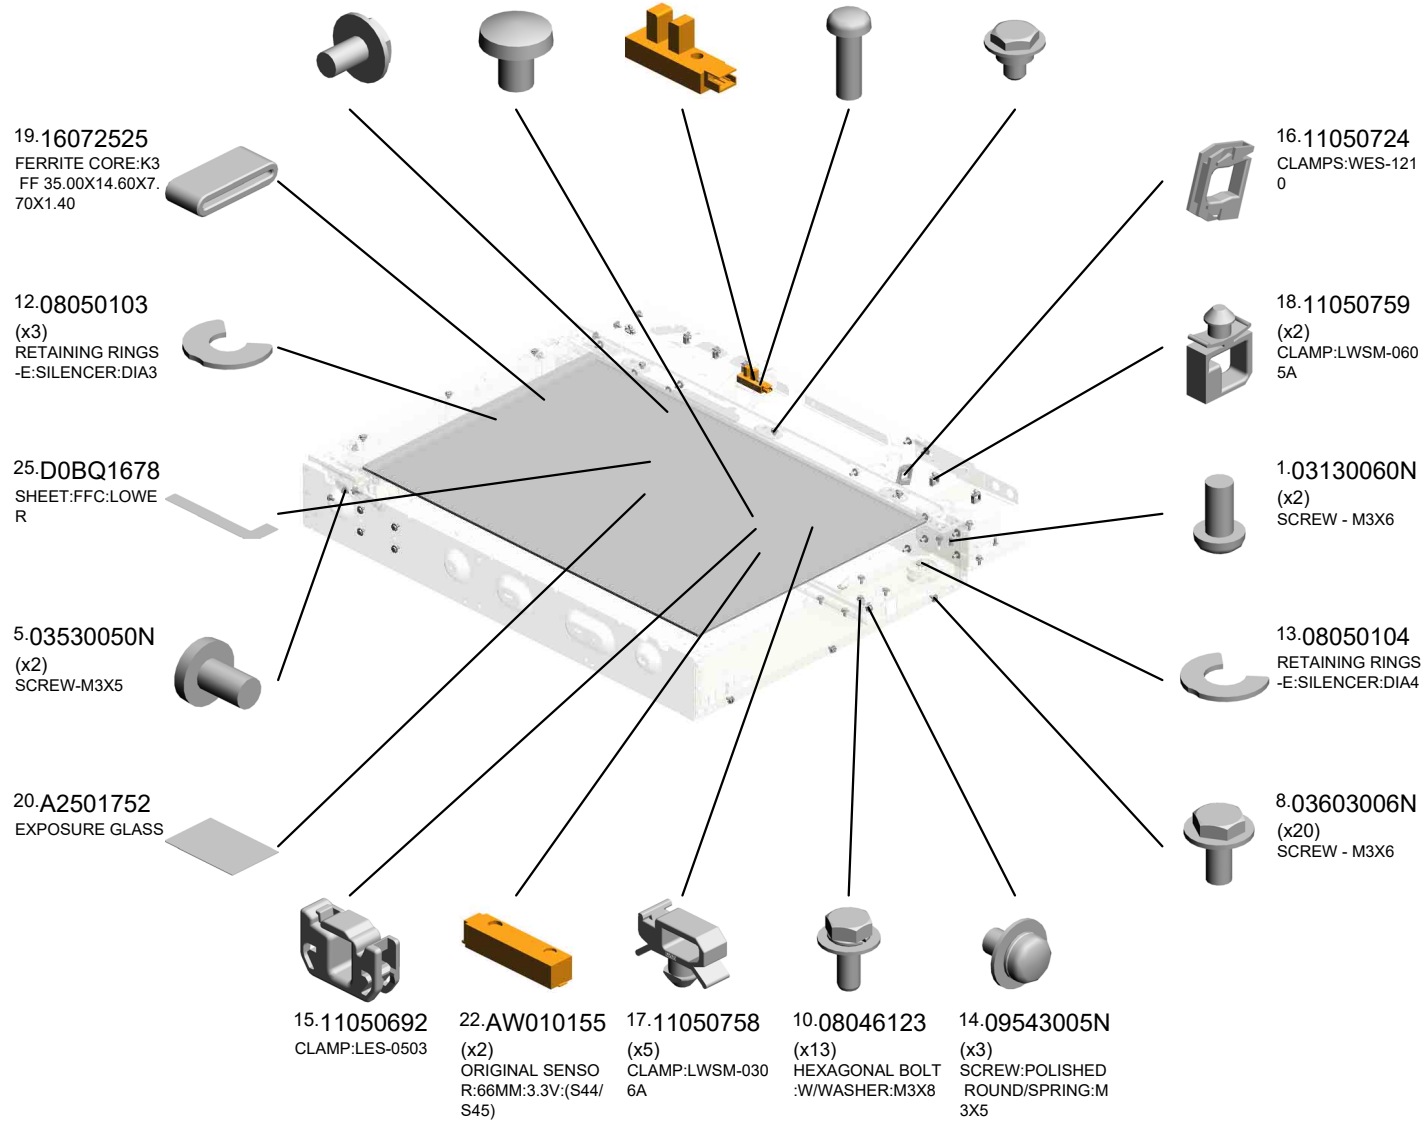 19.16072525
FERRITE CORE:K3
FF 35.00X14.60X7.
70X1.40
16.11050724
CLAMPS:WES-121
0
12.08050103
(x3)
RETAINING RINGS
-E:SILENCER:DIA3
18.11050759
(x2)
CLAMP:LWSM-060
5A
25.D0BQ1678
SHEET:FFC:LOWE
R
1.03130060N
(x2)
SCREW - M3X6
5.03530050N
(x2)
SCREW-M3X5
13.08050104
RETAINING RINGS
-E:SILENCER:DIA4
20.A2501752
EXPOSURE GLASS
8.03603006N
(x20)
SCREW - M3X6
15.11050692
CLAMP:LES-0503
22.AW010155
(x2)
ORIGINAL SENSO
R:66MM:3.3V:(S44/
S45)
17.11050758
(x5)
CLAMP:LWSM-030
6A
10.08046123
(x13)
HEXAGONAL BOLT
:W/WASHER:M3X8
14.09543005N
(x3)
SCREW:POLISHED
ROUND/SPRING:M
3X5